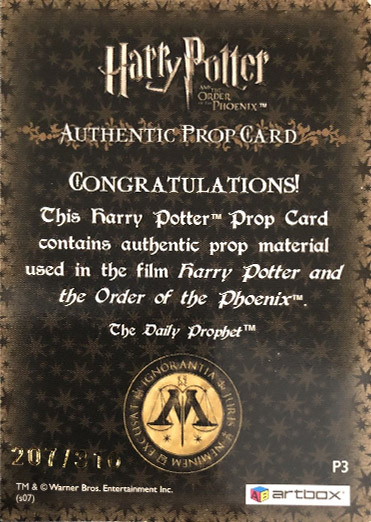 Harry Potter
AND THE
ORDER
OF THE
PHOENIX™
AUTHENTIC PROP CARD
CONGRATULATIONS!
This Harry Potter™ Prop Card
contains authentic prop material
used in the film Harry Potter and
the Order of the Phoenix™.
The Daily Prophet™
IGNORANTIA JURIS NEMINEM EXCUSAT
M
207/310
P3
TM & © Warner Bros. Entertainment Inc.
(s07)
artbox